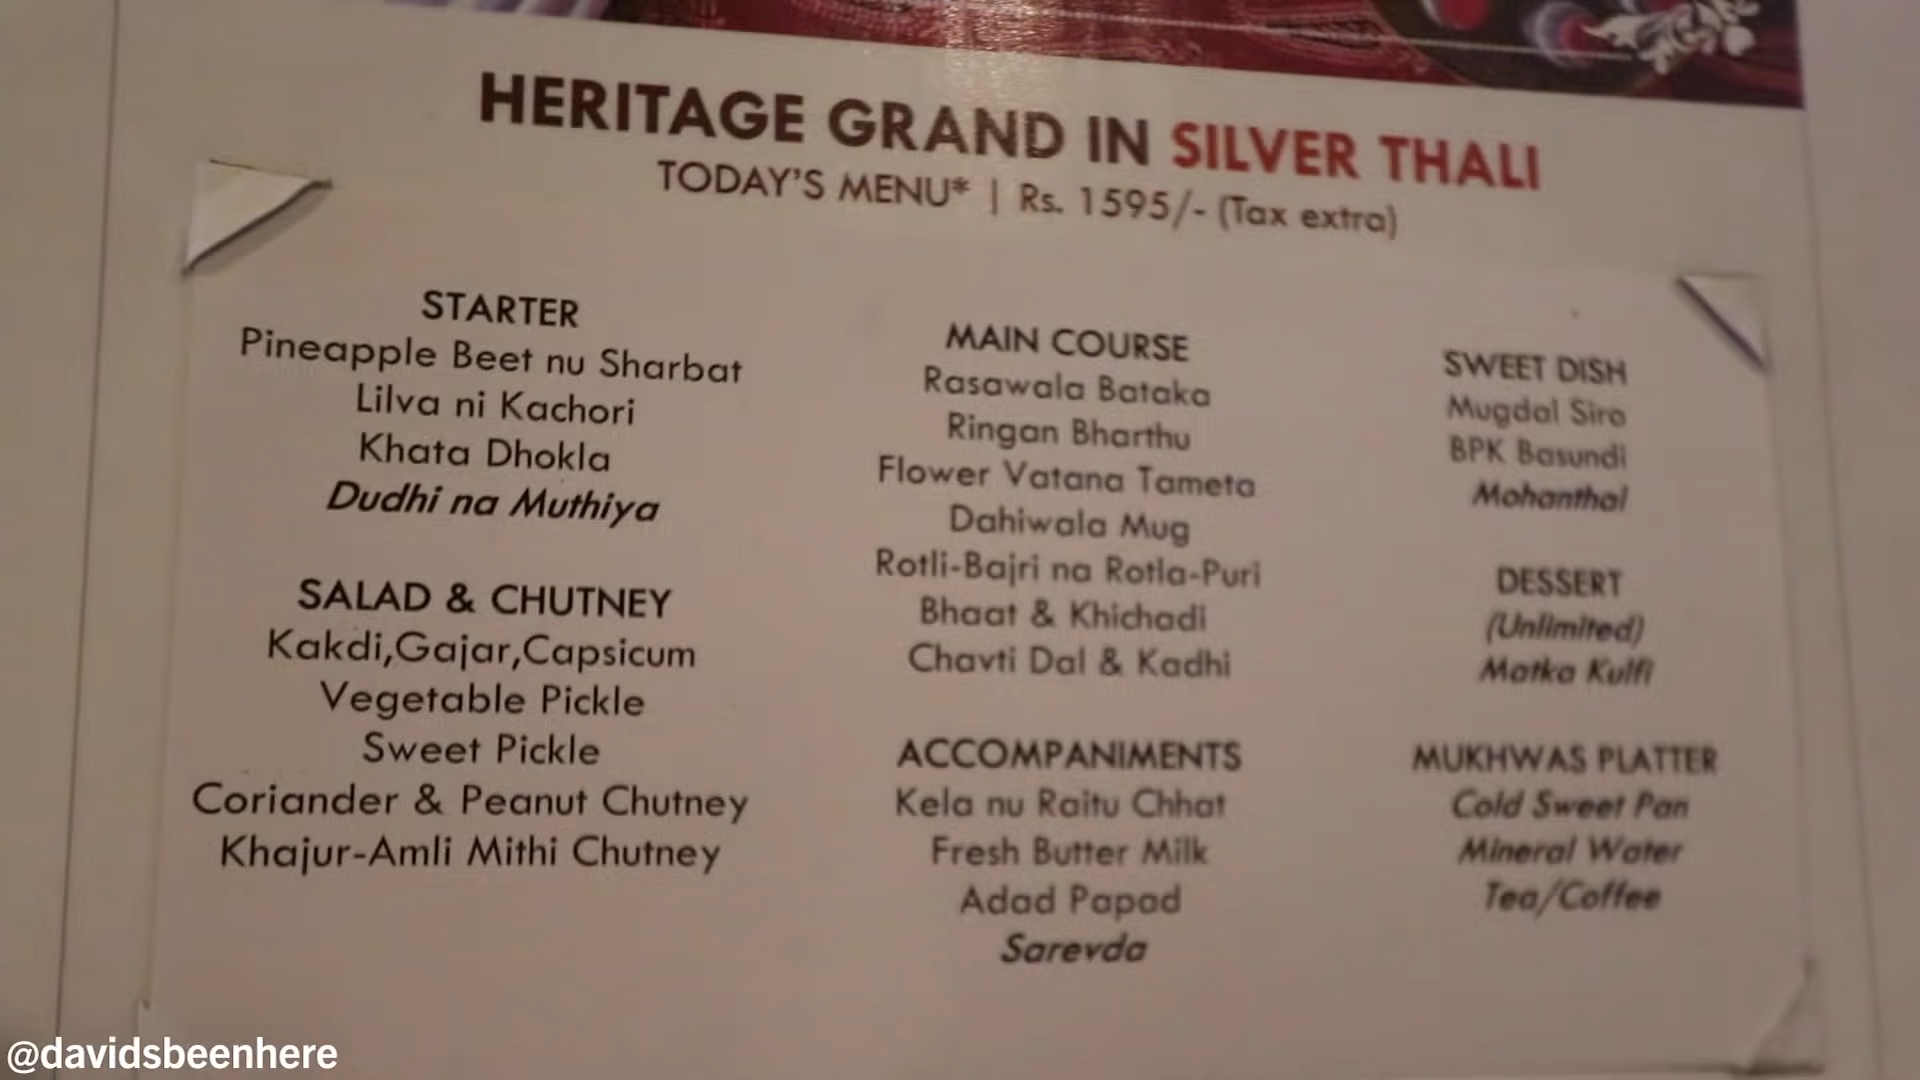 HERITAGE GRAND IN SILVER THALI
TODAY'S MENU* | Rs. 1595/- (Tax extra)
STARTER
Pineapple Beet nu Sharbat
Lilva ni Kachori
Khata Dhokla
Dudhi na Muthiya
SALAD & CHUTNEY
Kakdi,Gajar,Capsicum
Vegetable Pickle
Sweet Pickle
Coriander & Peanut Chutney
Khajur-Amli Mithi Chutney
MAIN COURSE
Rasawala Bataka
Ringan Bharthu
Flower Vatana Tameta
Dahiwala Mug
Rotli-Bajri na Rotla-Puri
Bhaat & Khichadi
Chavti Dal & Kadhi
ACCOMPANIMENTS
Kela nu Raitu Chhat
Fresh Butter Milk
Adad Papad
Sarevda
SWEET DISH
Mugdal Siro
BPK Basundi
Mohanthal
DESSERT
(Unlimited)
Matka Kulfi
MUKHWAS PLATTER
Cold Sweet Pan
Mineral Water
Tea/Coffee
@davidsbeenhere